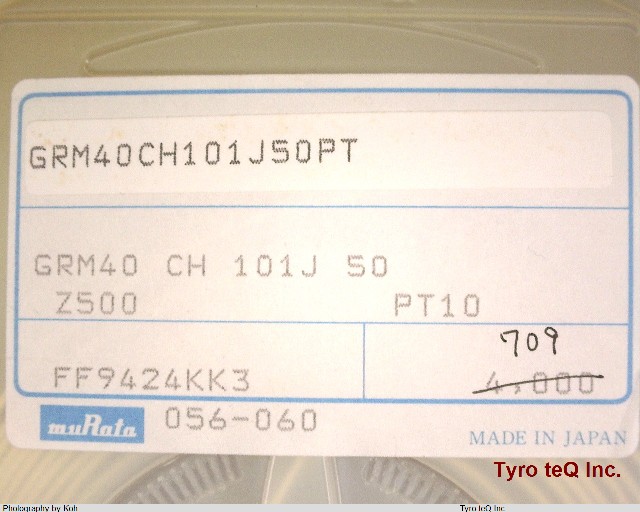 GRM40CH101J50PT
GRM40 CH 101J 50
Z500 PT10
709
FF9424KK3 4,000
muRata 056-060
MADE IN JAPAN
Tyro teQ Inc.
Photography by Koh Tyro teQ Inc